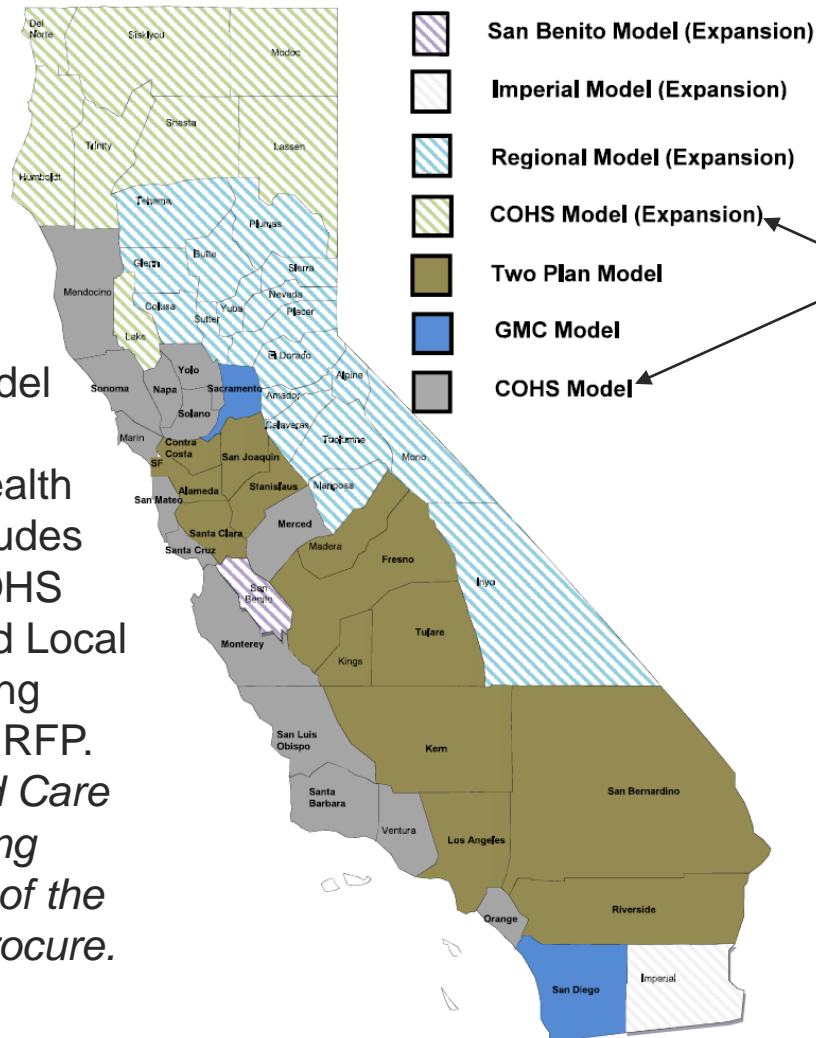 San Benito Model (Expansion)
Imperial Model (Expansion)
Regional Model (Expansion)
COHS Model (Expansion)
Two Plan Model
GMC Model
COHS Model
del
ealth
udes
OHS
d Local
ng
RFP.
d Care
ng
of the
rocure.
Del
Norte
Siskiyou
Modoc
Shasta
Trinity
Lassen
Humboldt
Tehama
Plumas
Glenn
Butte
Sierra
Mendocino
Colusa
Yuba
Nevada
Placer
Sutter
Lake
El Dorado
Yolo
Sonoma
Napa
Sacramento
Alpine
Solano
Amador
Calaveras
Marin
Contra
Costa
San Joaquin
Tuolumne
Mono
SF
Alameda
Stanislaus
Mariposa
San Mateo
Santa Clara
Merced
Santa Cruz
Madera
Fresno
San
Benito
Inyo
Tulare
Monterey
Kings
San Luis
Obispo
Kern
San Bernardino
Santa
Barbara
Ventura
Los Angeles
Orange
Riverside
San Diego
Imperial